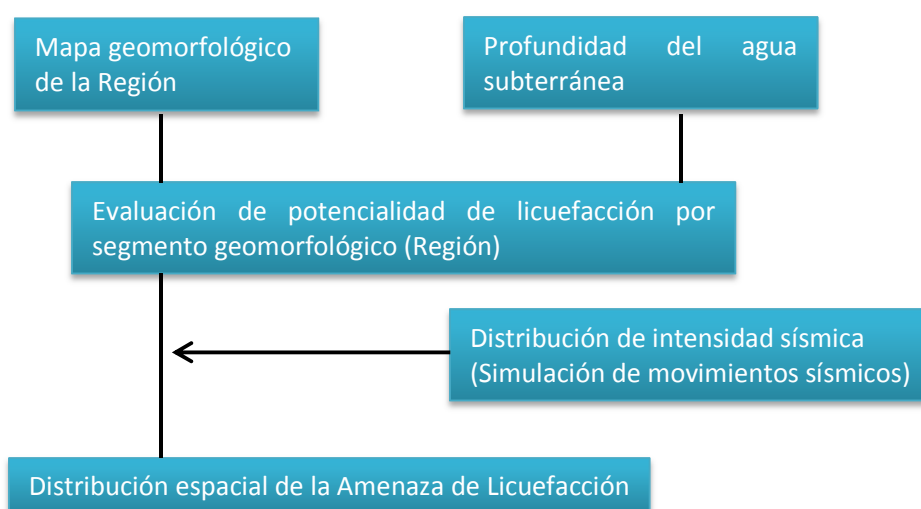 Mapa geomorfológico
de la Región
Profundidad del agua
subterránea
Evaluación de potencialidad de licuefacción por
segmento geomorfológico (Región)
Distribución de intensidad sísmica
(Simulación de movimientos sísmicos)
Distribución espacial de la Amenaza de Licuefacción